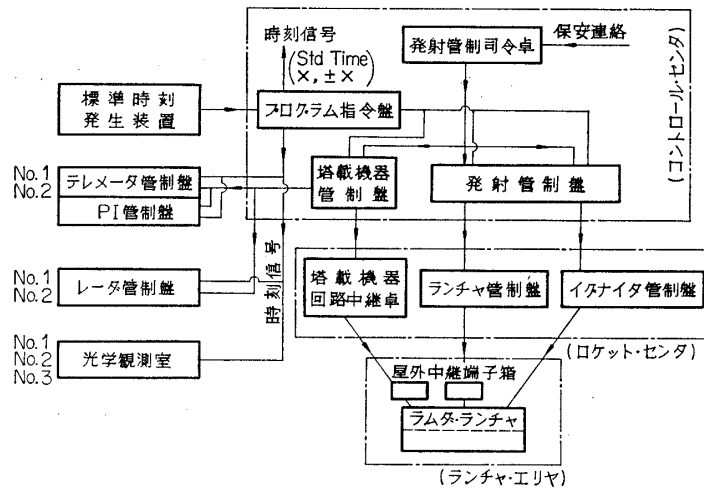 時刻信号
(Std Time
×, ±×)
発射管制司令卓
保安連絡
標準時刻
発生装置
プログラム指令盤
(コントロール・センタ)
No.1
No.2
テレメータ管制盤
PI管制盤
塔載機器
管制盤
発射管制盤
時刻信号
No.1
No.2
レーダ管制盤
塔載機器
回路中継卓
ランチャ管制盤
イグナイタ管制盤
(ロケット・センタ)
No.1
No.2
No.3
光学観測室
屋外中継端子箱
ラムダ・ランチャ
(ランチャ・エリヤ)